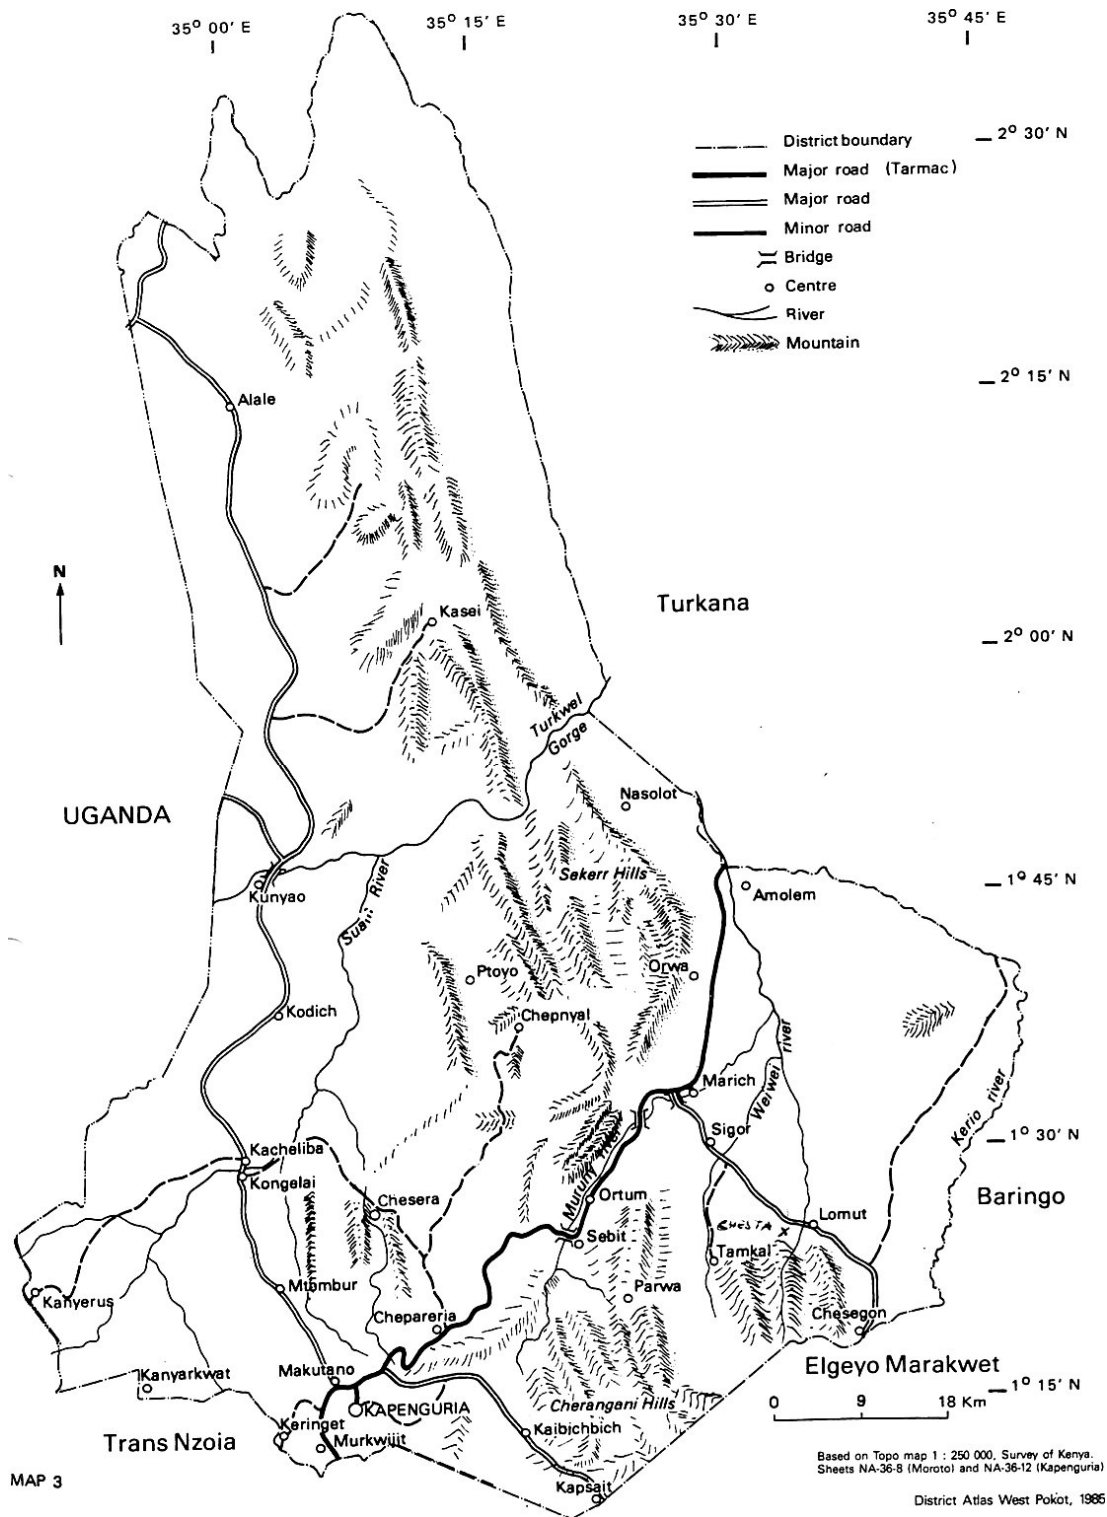 35° 00′ E
35° 15′ E
35° 30′ E
35° 45′ E
2° 30′ N
District boundary
Major road (Tarmac)
Major road
Minor road
Bridge
Centre
River
Mountain
2° 15′ N
Alale
N
Turkana
Kasei
2° 00′ N
Turkwel
Gorge
Nasolot
UGANDA
Sekerr Hills
1° 45′ N
Kunyao
Amolem
River
Ptoyo
Orwa
Kodich
Chepnyal
Marich
Weiwei river
Kerio river
Sigor
1° 30′ N
Kacheliba
Kongelai
river
Baringo
Chesera
Ortum
Lomut
CHESTA
Sebit
Tamkal
Kanyerus
Parwa
Chepareria
Chesegon
Elgeyo Marakwet
Makutano
Kanyarkwat
1° 15′ N
KAPENGURIA
Cherangani Hills
0 9 18 Km
Keringet
Kaibichbich
Trans Nzoia
Murkwijit
Based on Topo map 1 : 250 000, Survey of Kenya.
Sheets NA-36-8 (Moroto) and NA-36-12 (Kapenguria)
MAP 3
Kapsait
District Atlas West Pokot, 1985